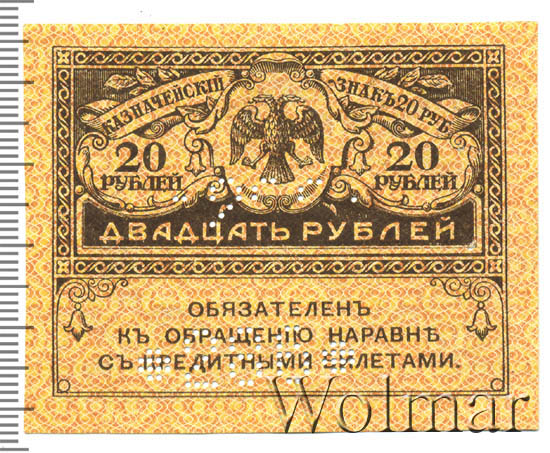 КАЗНАЧЕЙСКІЙ ЗНАКЪ 20 РУБ.
20 РУБЛЕЙ 20 РУБЛЕЙ
ДВАДЦАТЬ РУБЛЕЙ
ОБЯЗАТЕЛЕНЪ
КЪ ОБРАЩЕНІЮ НАРАВНѢ
СЪ КРЕДИТНЫМИ БИЛЕТАМИ.
Wolmar